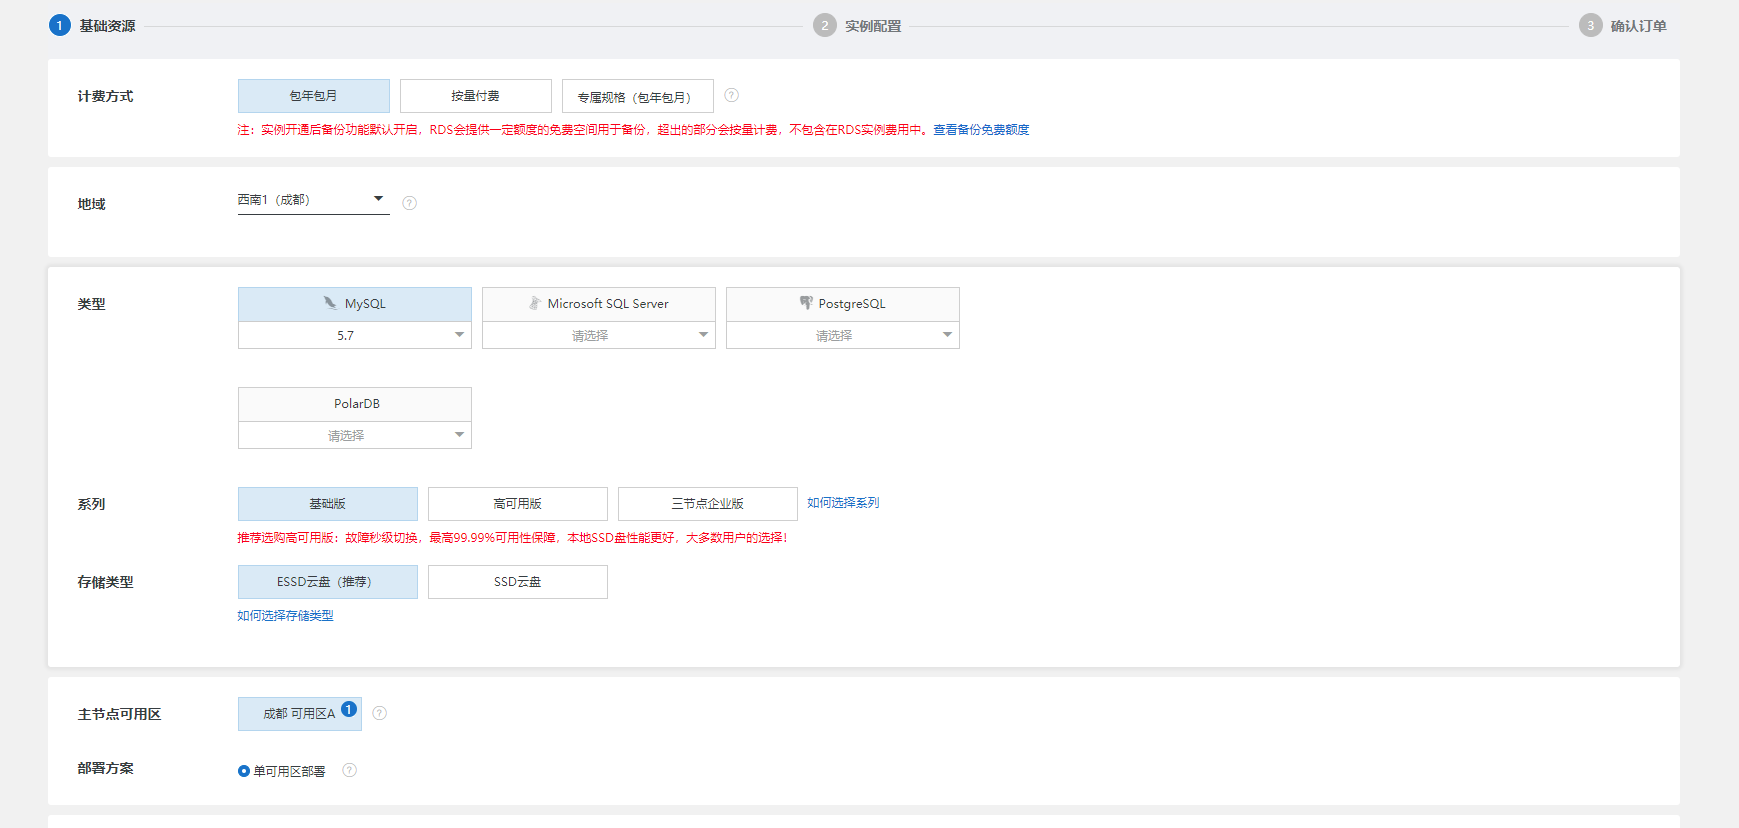 1 基础资源 2 实例配置 3 确认订单
计费方式 包年包月 按量付费 专属规格（包年包月） ?
注：实例开通后备份功能默认开启，RDS会提供一定额度的免费空间用于备份，超出的部分会按量计费，不包含在RDS实例费用中。查看备份免费额度
地域 西南1（成都） ?
类型 MySQL Microsoft SQL Server PostgreSQL
5.7 请选择 请选择
PolarDB
请选择
系列 基础版 高可用版 三节点企业版 如何选择系列
推荐选购高可用版：故障秒级切换，最高99.99%可用性保障，本地SSD盘性能更好，大多数用户的选择！
存储类型 ESSD云盘（推荐） SSD云盘
如何选择存储类型
主节点可用区 成都 可用区A 1 ?
部署方案 单可用区部署 ?